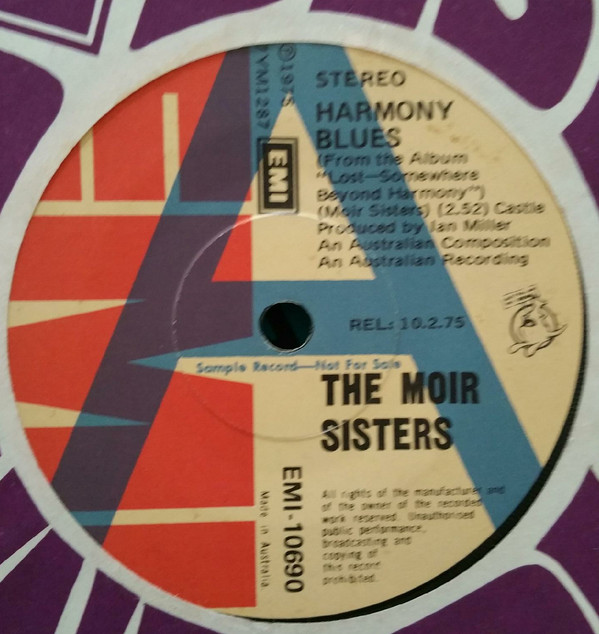 STEREO
HARMONY
BLUES
(From the Album
"Lost—Somewhere
Beyond Harmony")
(Moir Sisters) (2.52) Castle
Produced by Ian Miller
An Australian Composition
An Australian Recording
℗1975
YM1287
EMI
REL: 10.2.75
Sample Record—Not For Sale
THE MOIR
SISTERS
EMI-10690
Made in Australia
All rights of the manufacturer and
of the owner of the recorded
work reserved. Unauthorised
public performance,
broadcasting and
copying of
this record
prohibited.
A